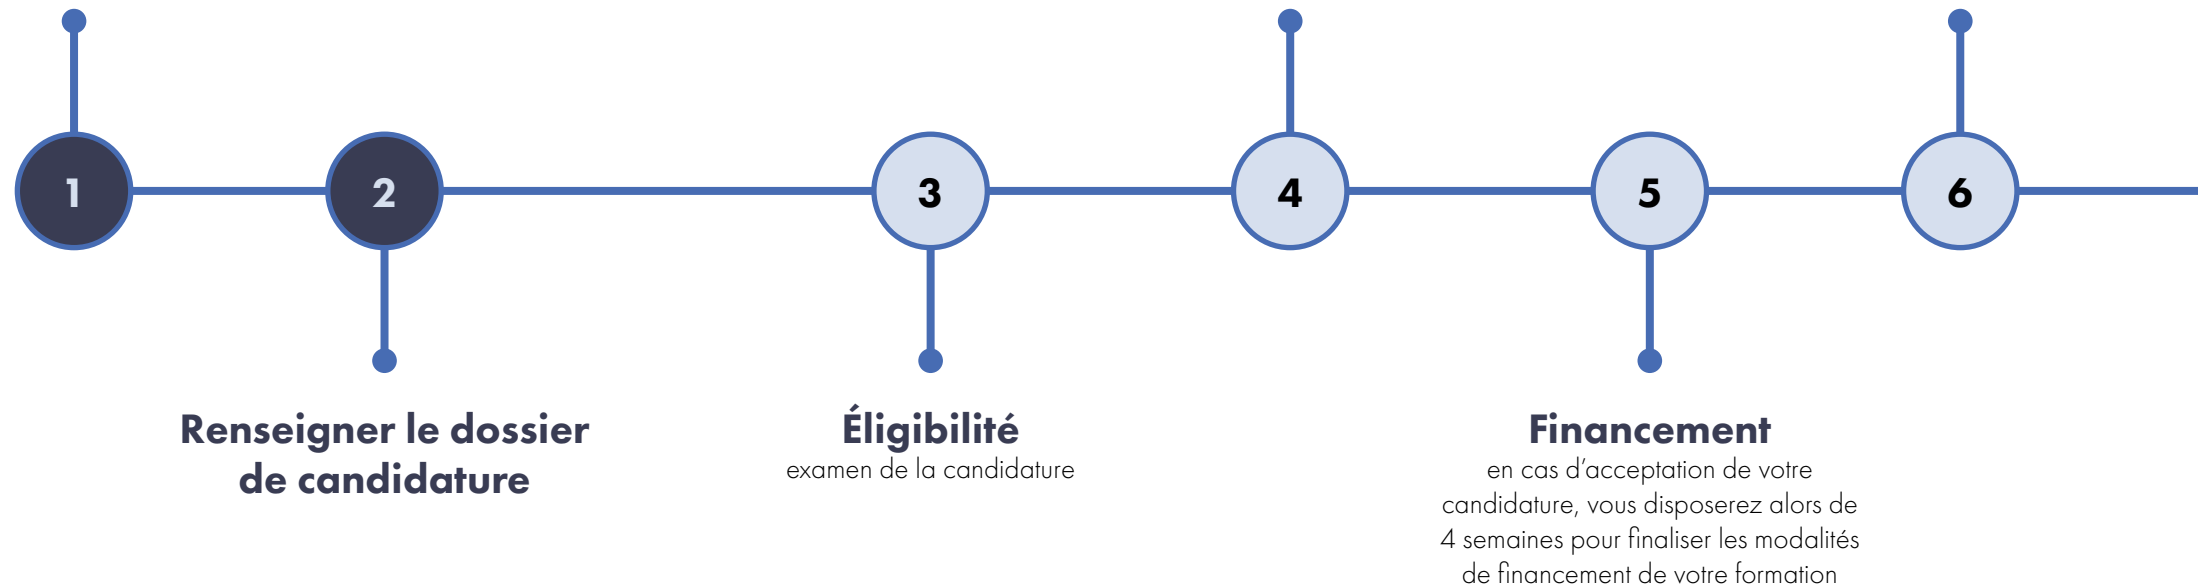 1
2
3
4
5
6
Renseigner le dossier
de candidature
Éligibilité
examen de la candidature
Financement
en cas d’acceptation de votre
candidature, vous disposerez alors de
4 semaines pour finaliser les modalités
de financement de votre formation